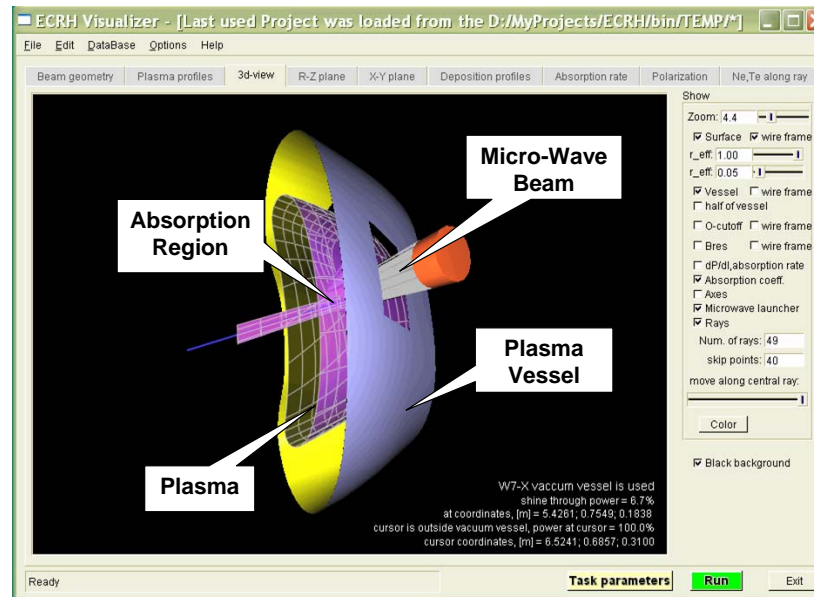 ECRH Visualizer - [Last used Project was loaded from the D:/MyProjects/ECRH/bin/TEMP/*]
File Edit DataBase Options Help
Beam geometry Plasma profiles 3d-view R-Z plane X-Y plane Deposition profiles Absorption rate Polarization Ne,Te along ray
Show
Zoom: 4.4
Surface wire frame
r_eff: 1.00
r_eff: 0.05
Vessel wire frame
half of vessel
O-cutoff wire frame
Bres wire frame
dP/dl,absorption rate
Absorption coeff.
Axes
Microwave launcher
Rays
Num. of rays: 49
skip points: 40
move along central ray:
Color
Black background
Micro-Wave
Beam
Absorption
Region
Plasma
Vessel
Plasma
W7-X vaccum vessel is used
shine through power = 6.7%
at coordinates, [m] = 5.4261; 0.7549; 0.1838
cursor is outside vacuum vessel, power at cursor = 100.0%
cursor coordinates, [m] = 6.5241; 0.6857; 0.3100
Ready Task parameters Run Exit